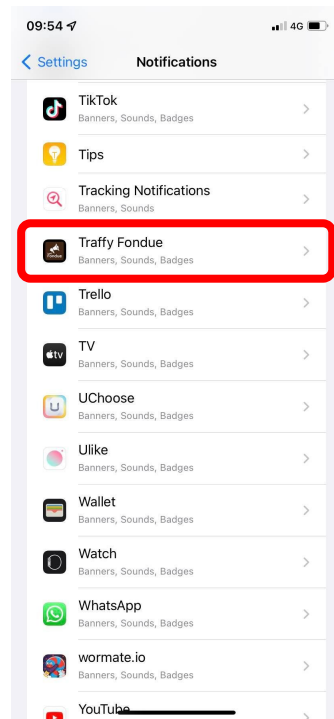 09:54
4G
Settings
Notifications
TikTok
Banners, Sounds, Badges
Tips
Tracking Notifications
Banners, Sounds
Fondue
Traffy Fondue
Banners, Sounds, Badges
Trello
Banners, Sounds, Badges
tv
TV
Banners, Sounds, Badges
U
UChoose
Banners, Sounds, Badges
Ulike
Banners, Sounds, Badges
Wallet
Banners, Sounds, Badges
Watch
Banners, Sounds, Badges
WhatsApp
Banners, Sounds, Badges
wormate.io
Banners, Sounds, Badges
YouTube